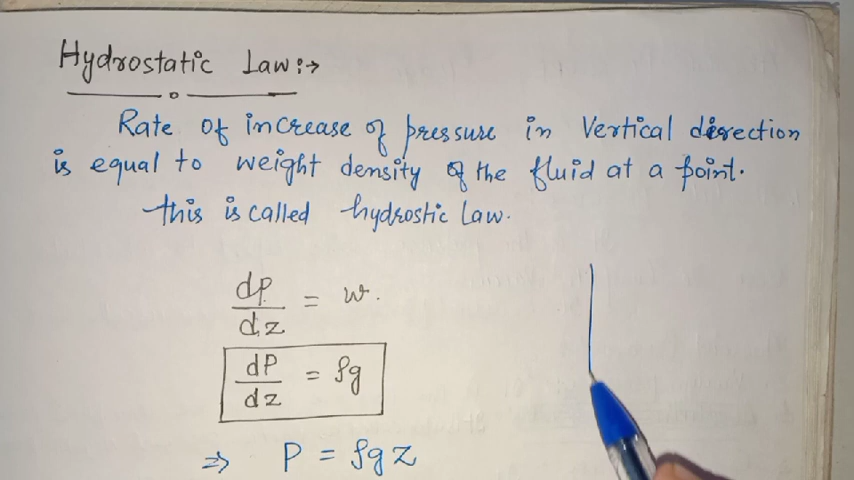 Hydrostatic Law:→
Rate of increase of pressure in Vertical direction
is equal to weight density of the fluid at a point.
this is called hydrostic Law.
dp/dz = w.
dP/dz = ρg
⇒ P = ρgz